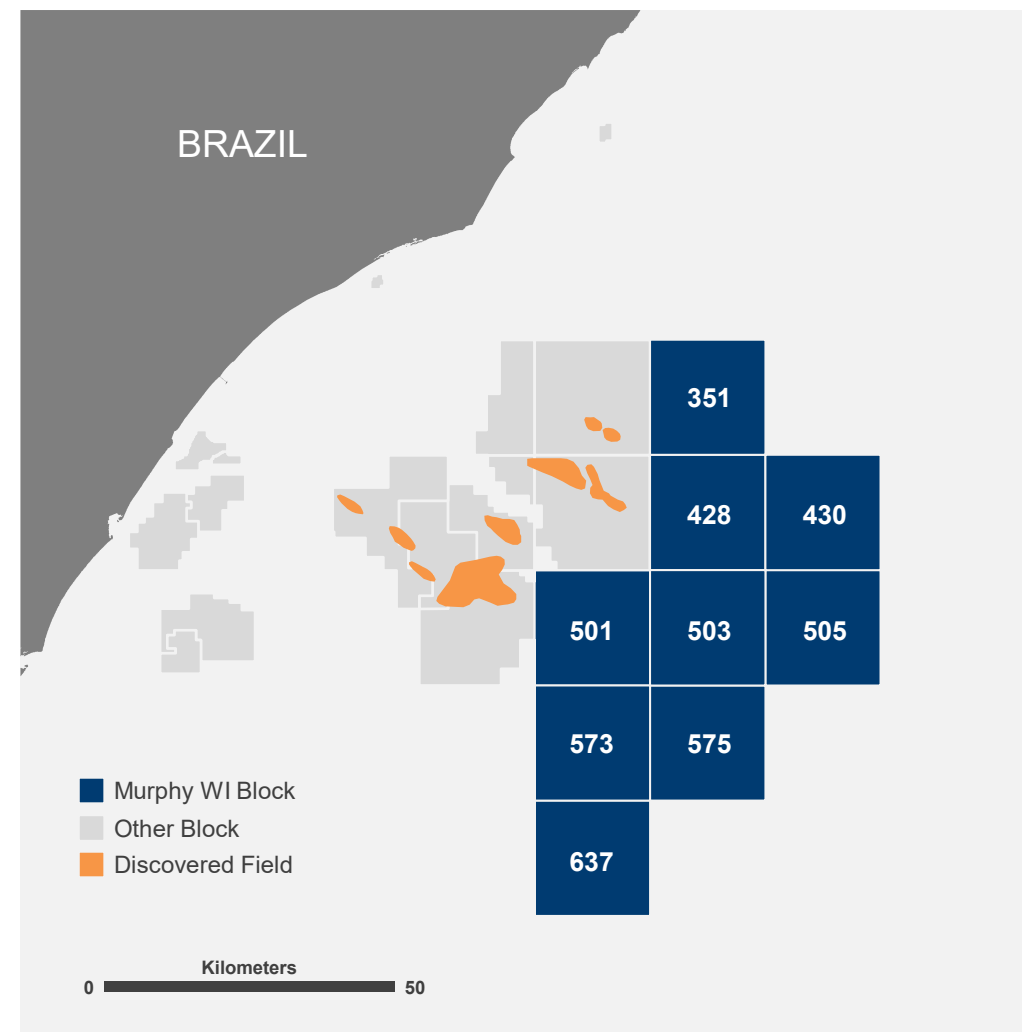 BRAZIL
351
428
430
501
503
505
573
575
637
Murphy WI Block
Other Block
Discovered Field
Kilometers
0
50